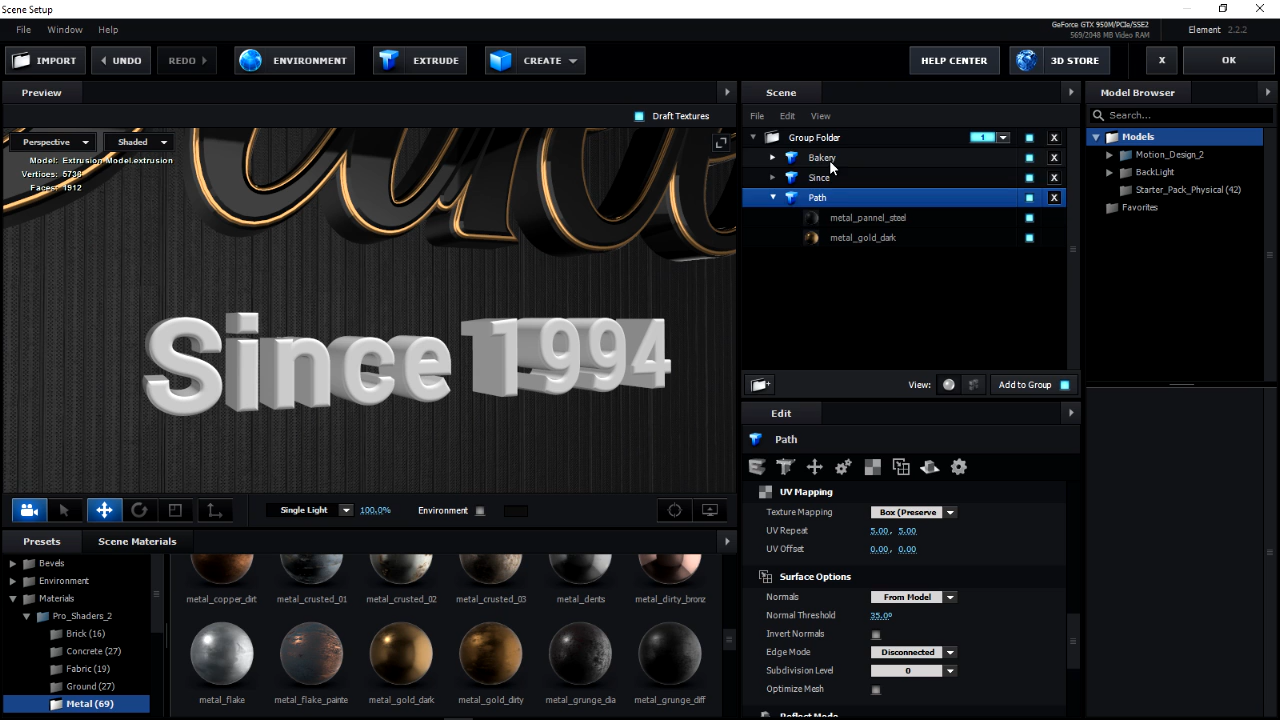 Scene Setup
File Window Help
GeForce GTX 950M/PCIe/SSE2
569/2048 MB Video RAM
Element 2.2.2
IMPORT UNDO REDO ENVIRONMENT EXTRUDE CREATE HELP CENTER 3D STORE X OK
Preview Scene Model Browser
Draft Textures File Edit View Search...
Perspective Shaded Group Folder 1 X Models
Model: Extrusion Model.extrusion Bakery X Motion_Design_2
Vertices: 5736 Since X BackLight
Faces: 1912 Path X Starter_Pack_Physical (42)
metal_pannel_steel Favorites
metal_gold_dark
Since 1994
View: Add to Group
Edit
Path
UV Mapping
Texture Mapping Box (Preserve
UV Repeat 5.00, 5.00
UV Offset 0.00, 0.00
Single Light 100.0% Environment
Presets Scene Materials
Surface Options
Normals From Model
Normal Threshold 35.0º
Invert Normals
Edge Mode Disconnected
Subdivision Level 0
Optimize Mesh
Reflect Mode
Bevels
Environment
Materials
Pro_Shaders_2
Brick (16)
Concrete (27)
Fabric (19)
Ground (27)
Metal (69)
metal_copper_dirt metal_crusted_01 metal_crusted_02 metal_crusted_03 metal_dents metal_dirty_bronz
metal_flake metal_flake_painte metal_gold_dark metal_gold_dirty metal_grunge_dia metal_grunge_diff